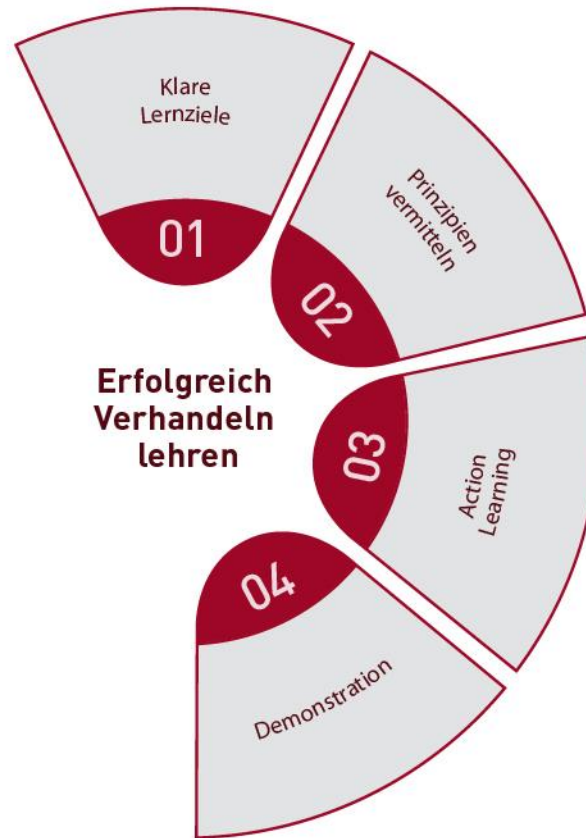 Klare
Lernziele
01
Prinzipien
vermitteln
02
Erfolgreich
Verhandeln
lehren
03
Action
Learning
04
Demonstration